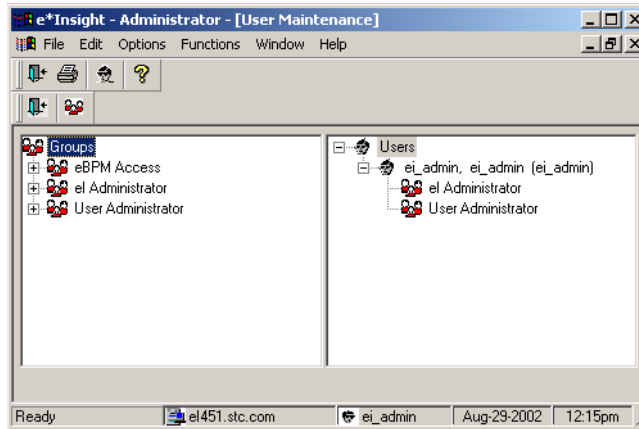 e*Insight - Administrator - [User Maintenance]
File Edit Options Functions Window Help
Groups
eBPM Access
eI Administrator
User Administrator
Users
ei_admin, ei_admin (ei_admin)
eI Administrator
User Administrator
Ready eI451.stc.com ei_admin Aug-29-2002 12:15pm